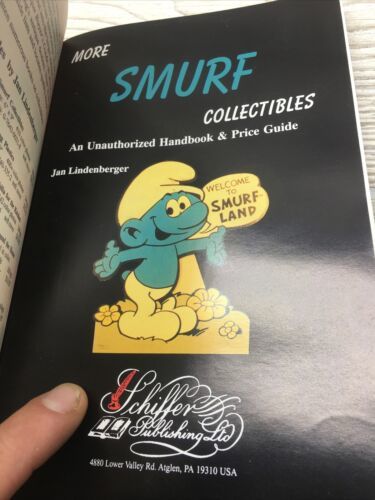 MORE
SMURF
COLLECTIBLES
An Unauthorized Handbook & Price Guide
Jan Lindenberger
WELCOME
TO
SMURF-
LAND
Schiffer
Publishing Ltd
4880 Lower Valley Rd. Atglen, PA 19310 USA